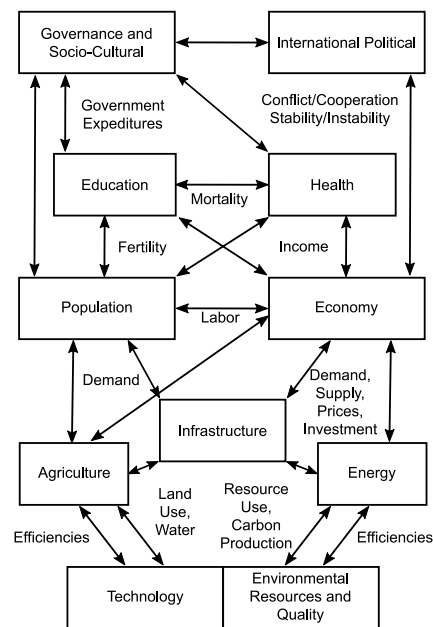 Governance and
Socio-Cultural
International Political
Government
Expeditures
Conflict/Cooperation
Stability/Instability
Education
Mortality
Health
Fertility
Income
Population
Labor
Economy
Demand
Infrastructure
Demand,
Supply,
Prices,
Investment
Agriculture
Energy
Efficiencies
Land
Use,
Water
Resource
Use,
Carbon
Production
Efficiencies
Technology
Environmental
Resources and
Quality